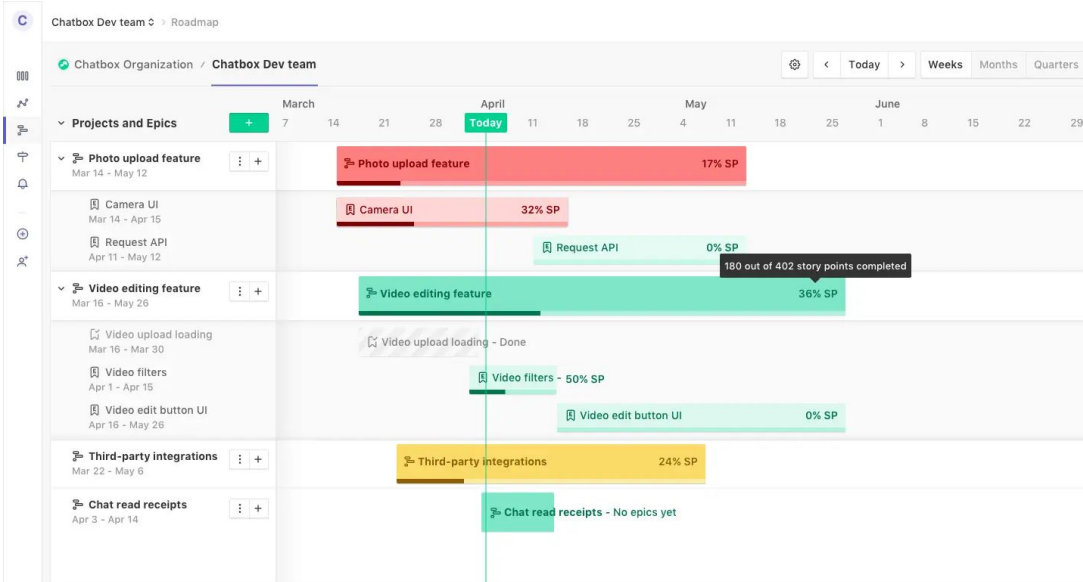 C
Chatbox Dev team
Roadmap
Chatbox Organization / Chatbox Dev team
< Today > Weeks Months Quarters
March April May June
Projects and Epics + 7 14 21 28 Today 11 18 25 4 11 18 25 1 8 15 22 29
Photo upload feature
Mar 14 - May 12
Photo upload feature 17% SP
Camera UI
Mar 14 - Apr 15
Camera UI 32% SP
Request API
Apr 11 - May 12
Request API 0% SP
180 out of 402 story points completed
Video editing feature
Mar 16 - May 26
Video editing feature 36% SP
Video upload loading
Mar 16 - Mar 30
Video upload loading - Done
Video filters
Apr 1 - Apr 15
Video filters - 50% SP
Video edit button UI
Apr 16 - May 26
Video edit button UI 0% SP
Third-party integrations
Mar 22 - May 6
Third-party integrations 24% SP
Chat read receipts
Apr 3 - Apr 14
Chat read receipts - No epics yet